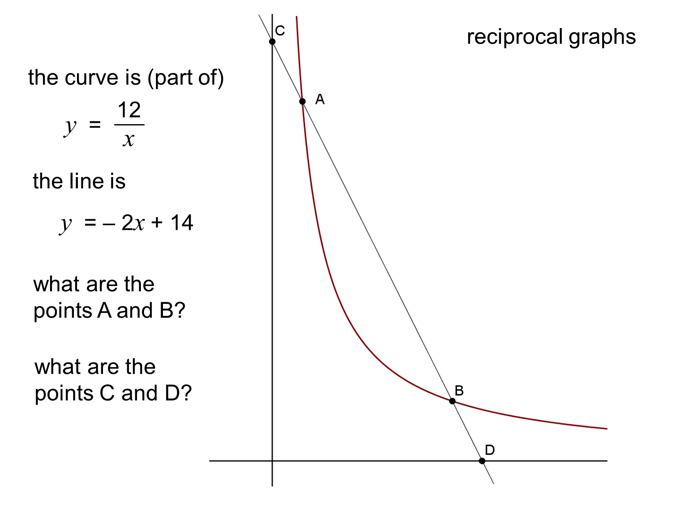 reciprocal graphs
the curve is (part of)
y = 12/x
the line is
y = – 2x + 14
what are the
points A and B?
what are the
points C and D?
C
A
B
D